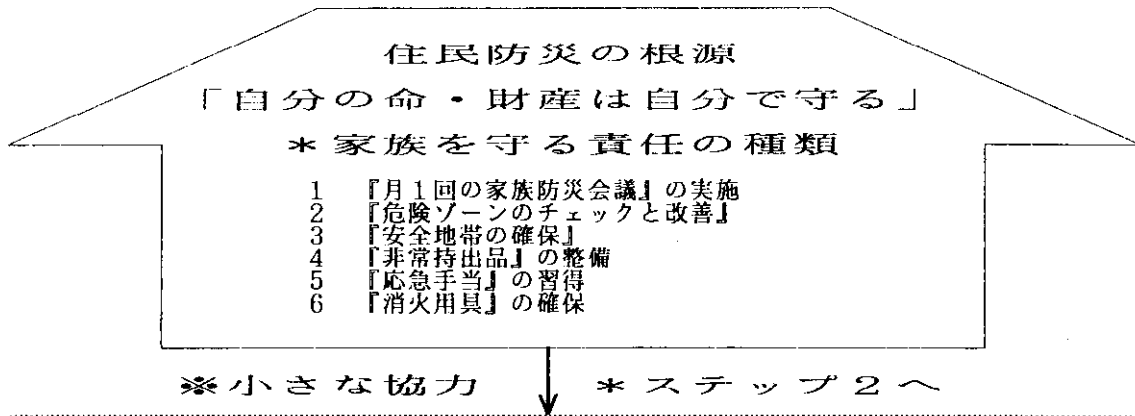 住民防災の根源
「自分の命・財産は自分で守る」
＊家族を守る責任の種類
1 『月1回の家族防災会議』の実施
2 『危険ゾーンのチェックと改善』
3 『安全地帯の確保』
4 『非常持出品』の整備
5 『応急手当』の習得
6 『消火用具』の確保
※小さな協力 ＊ステップ2へ